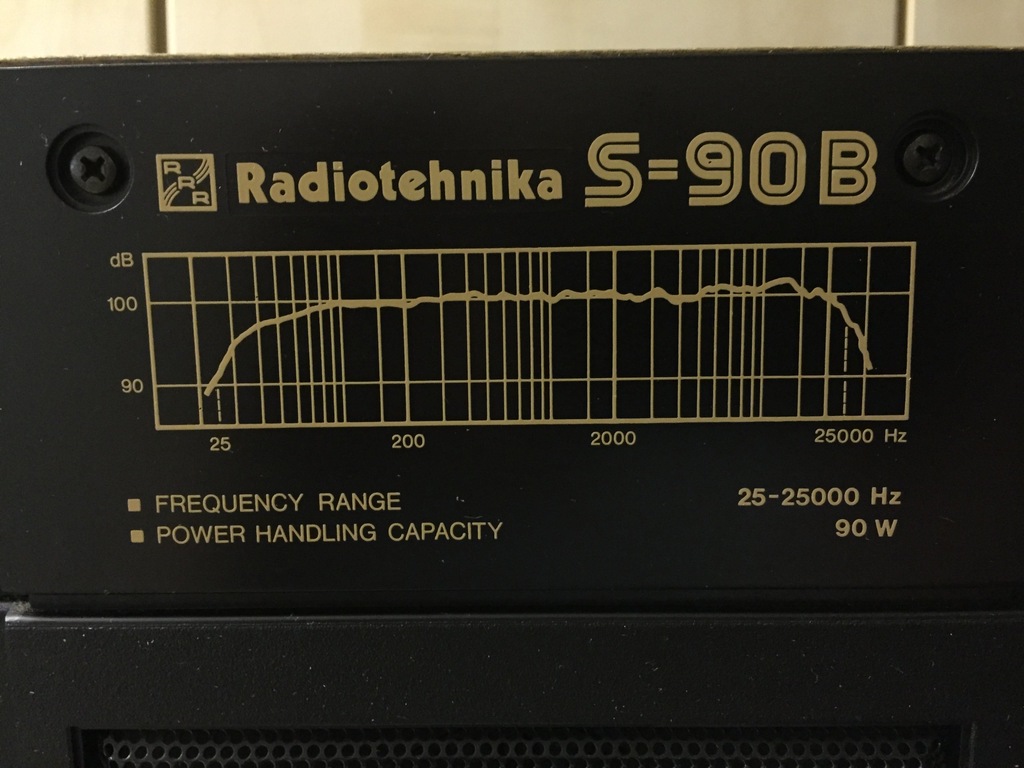 RRR Radiotehnika S-90B
dB
100
90
25 200 2000 25000 Hz
■ FREQUENCY RANGE 25-25000 Hz
■ POWER HANDLING CAPACITY 90 W